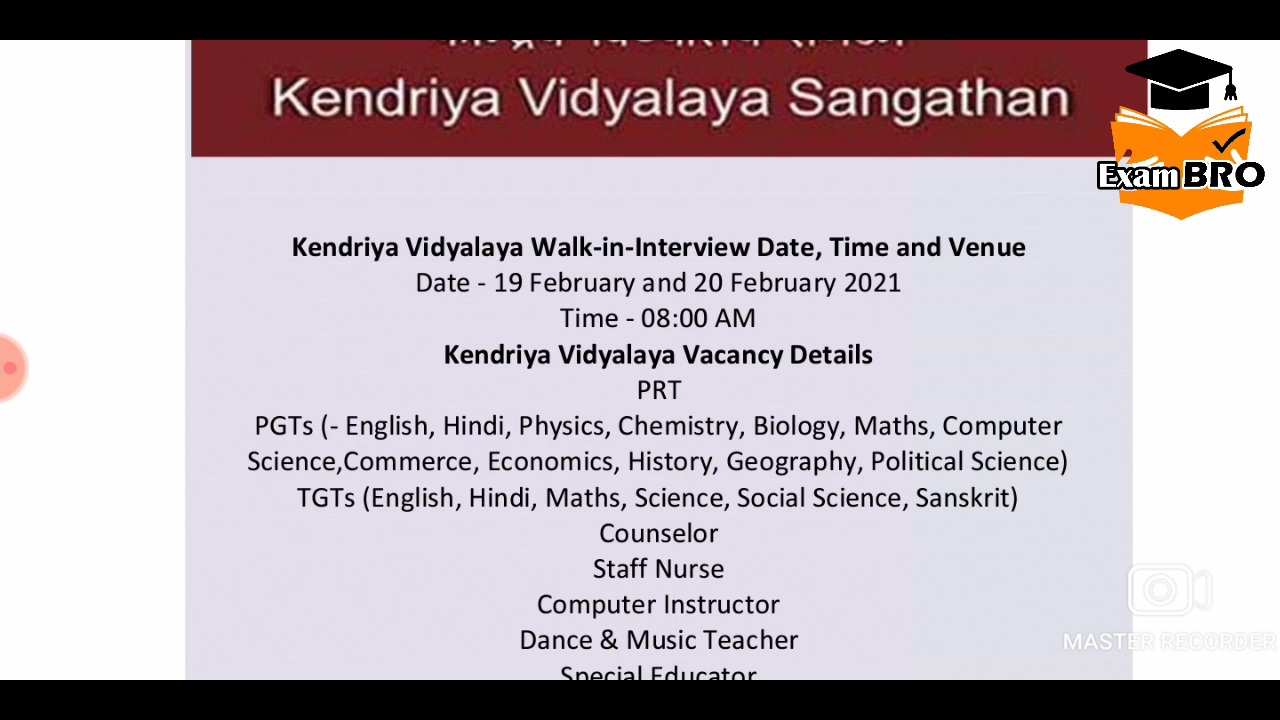 Kendriya Vidyalaya Sangathan
Exam BRO
Kendriya Vidyalaya Walk-in-Interview Date, Time and Venue
Date - 19 February and 20 February 2021
Time - 08:00 AM
Kendriya Vidyalaya Vacancy Details
PRT
PGTs (- English, Hindi, Physics, Chemistry, Biology, Maths, Computer
Science,Commerce, Economics, History, Geography, Political Science)
TGTs (English, Hindi, Maths, Science, Social Science, Sanskrit)
Counselor
Staff Nurse
Computer Instructor
Dance & Music Teacher
Special Educator
MASTER RECORDER